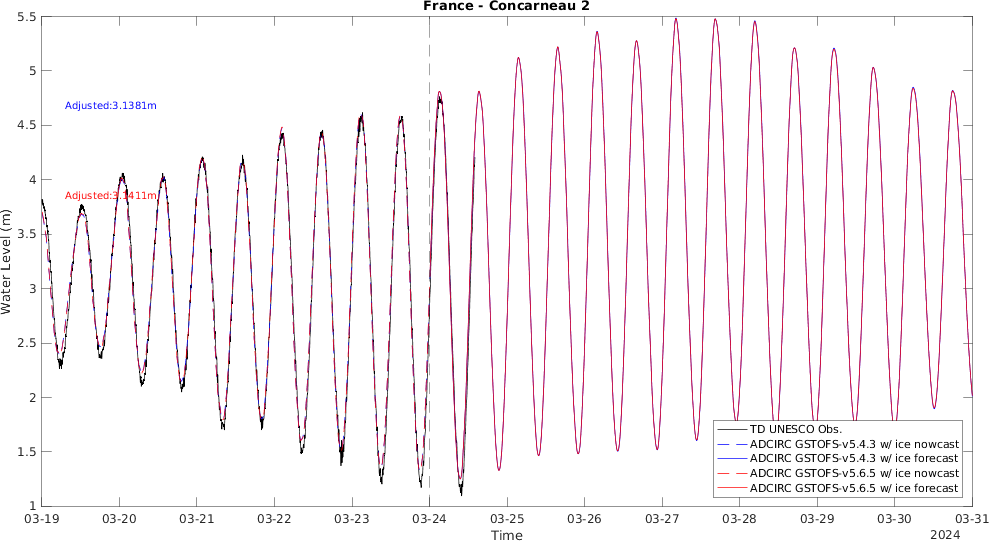 France - Concarneau 2
5.5
5
4.5
4
3.5
3
2.5
2
1.5
1
Water Level (m)
Adjusted:3.1381m
Adjusted:3.1411m
TD UNESCO Obs.
ADCIRC GSTOFS-v5.4.3 w/ ice nowcast
ADCIRC GSTOFS-v5.4.3 w/ ice forecast
ADCIRC GSTOFS-v5.6.5 w/ ice nowcast
ADCIRC GSTOFS-v5.6.5 w/ ice forecast
03-19 03-20 03-21 03-22 03-23 03-24 03-25 03-26 03-27 03-28 03-29 03-30 03-31
Time
2024